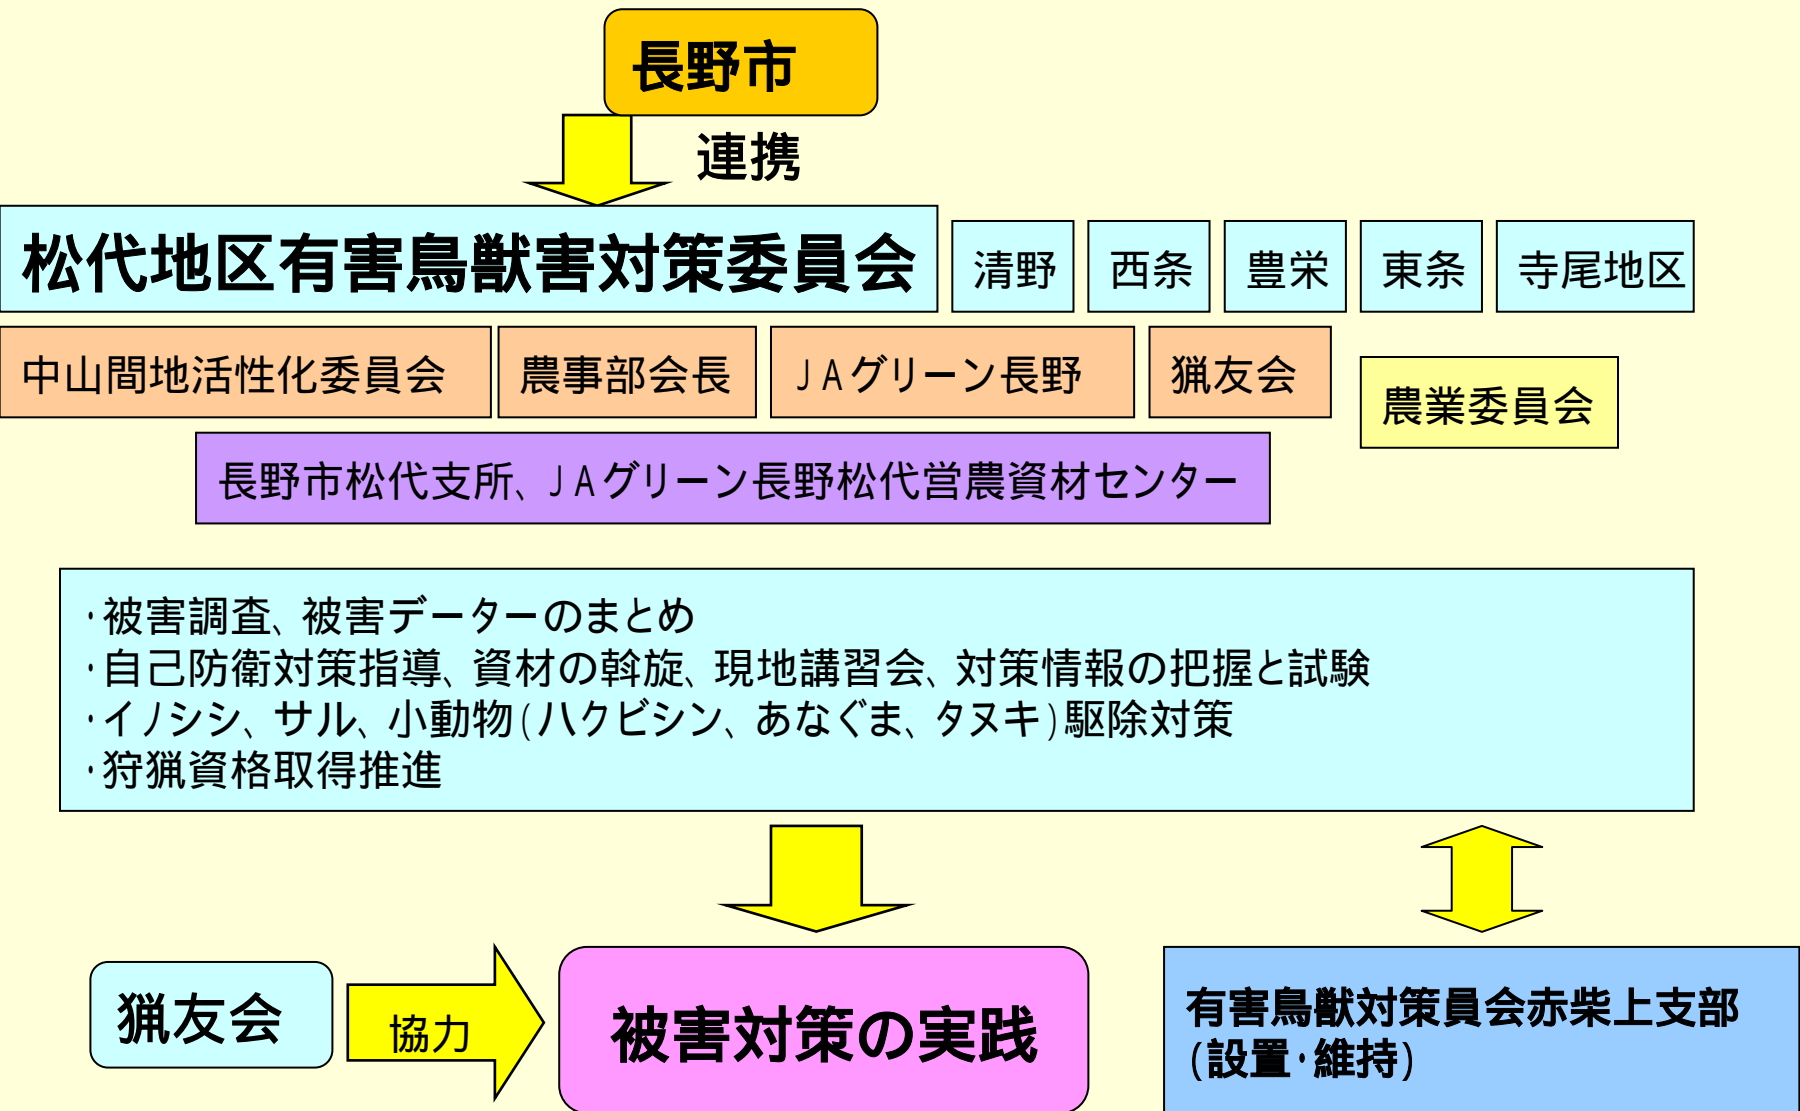 長野市
連携
松代地区有害鳥獣害対策委員会
清野
西条
豊栄
東条
寺尾地区
中山間地活性化委員会
農事部会長
JAグリーン長野
猟友会
農業委員会
長野市松代支所、JAグリーン長野松代営農資材センター
・被害調査、被害データーのまとめ
・自己防衛対策指導、資材の斡旋、現地講習会、対策情報の把握と試験
・イノシシ、サル、小動物(ハクビシン、あなぐま、タヌキ)駆除対策
・狩猟資格取得推進
猟友会
協力
被害対策の実践
有害鳥獣対策員会赤柴上支部
(設置・維持)